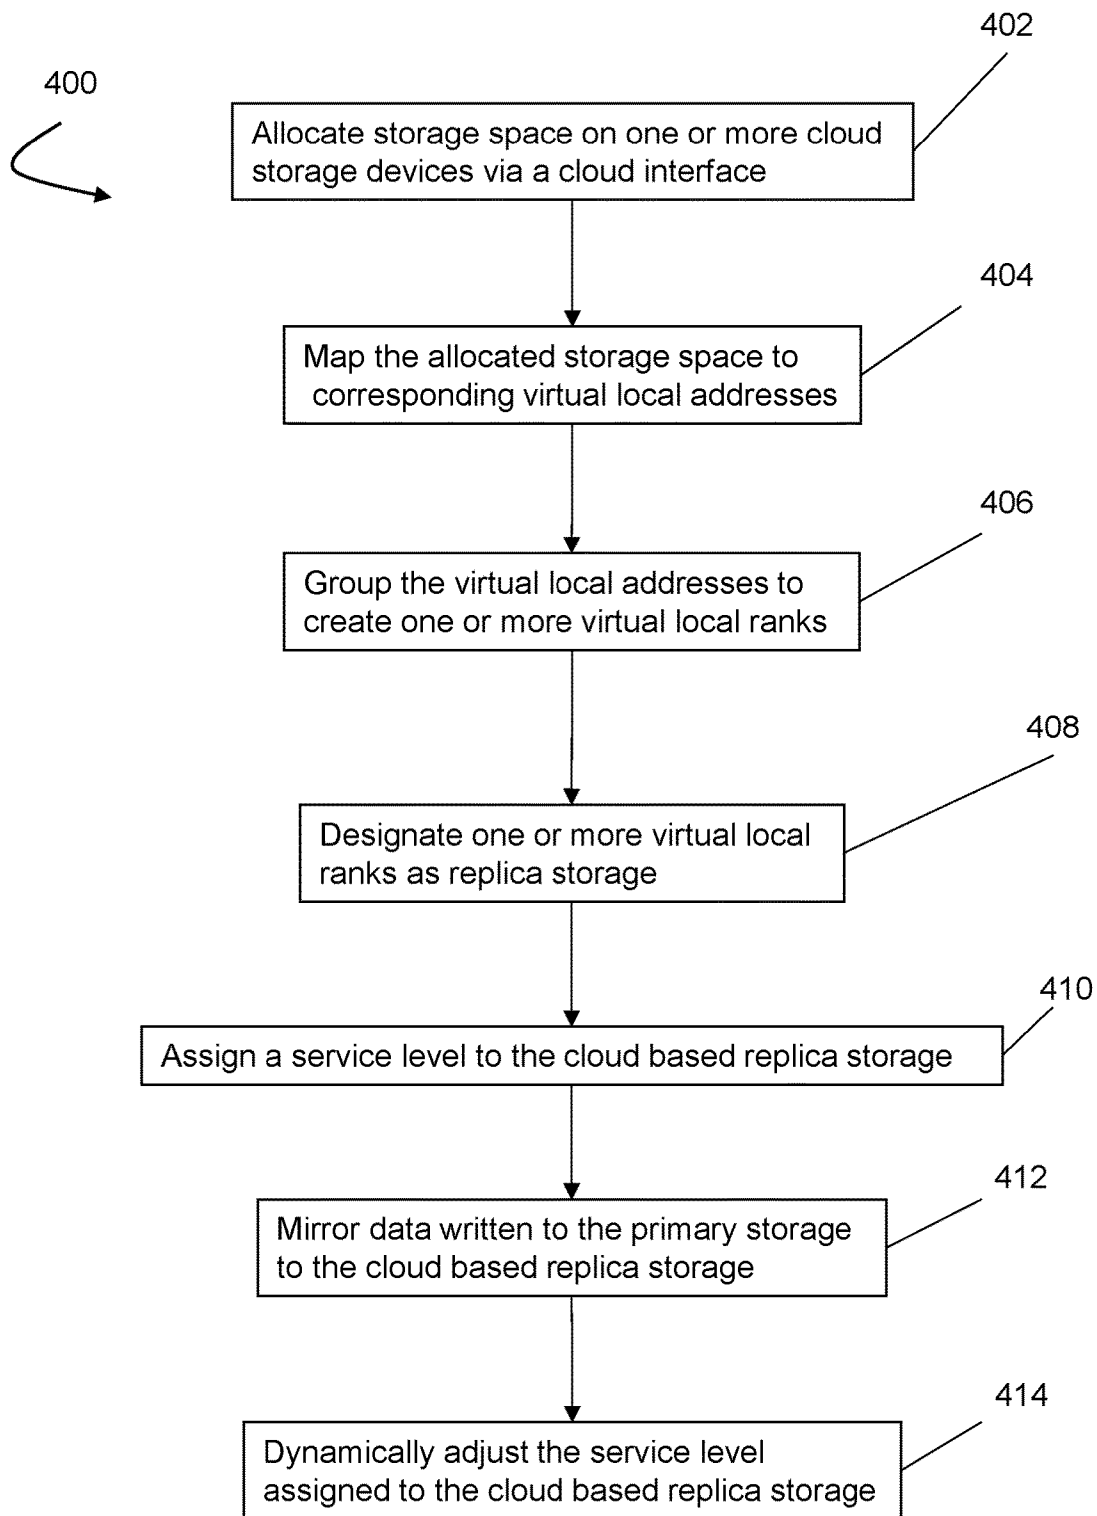 402
400
Allocate storage space on one or more cloud
storage devices via a cloud interface
404
Map the allocated storage space to
corresponding virtual local addresses
406
Group the virtual local addresses to
create one or more virtual local ranks
408
Designate one or more virtual local
ranks as replica storage
410
Assign a service level to the cloud based replica storage
412
Mirror data written to the primary storage
to the cloud based replica storage
414
Dynamically adjust the service level
assigned to the cloud based replica storage